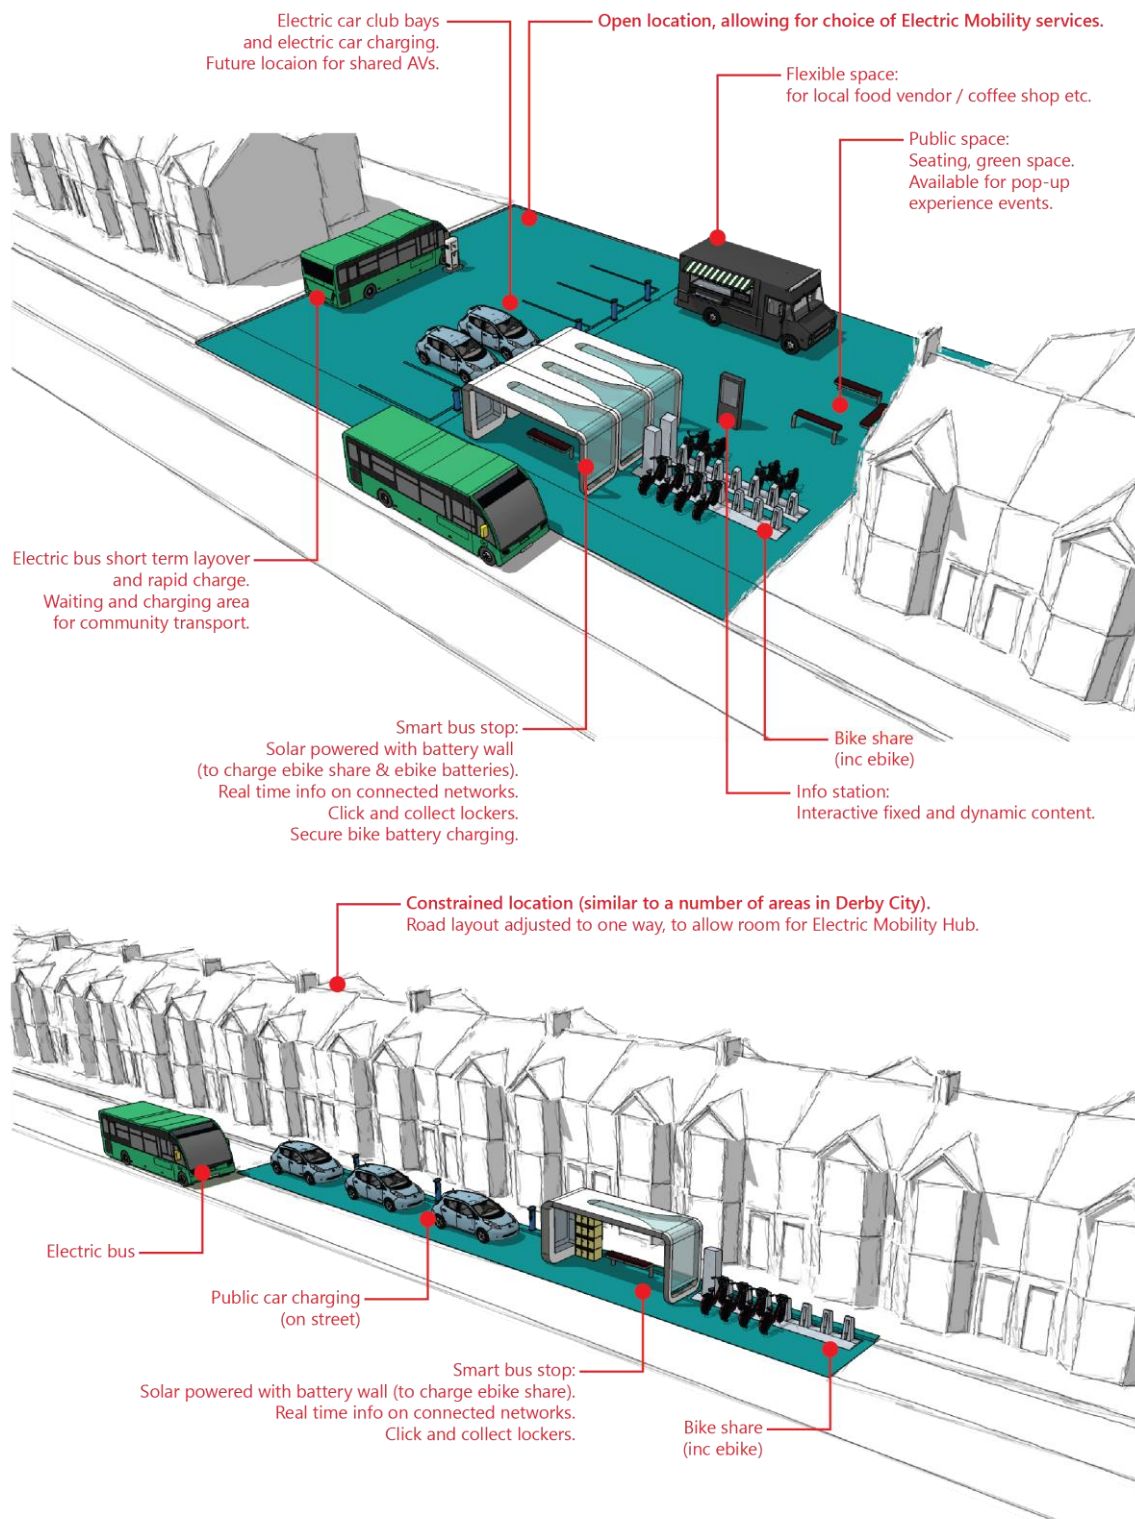 Electric car club bays
and electric car charging.
Future locaion for shared AVs.
Open location, allowing for choice of Electric Mobility services.
Flexible space:
for local food vendor / coffee shop etc.
Public space:
Seating, green space.
Available for pop-up
experience events.
Electric bus short term layover
and rapid charge.
Waiting and charging area
for community transport.
Smart bus stop:
Solar powered with battery wall
(to charge ebike share & ebike batteries).
Real time info on connected networks.
Click and collect lockers.
Secure bike battery charging.
Bike share
(inc ebike)
Info station:
Interactive fixed and dynamic content.
Constrained location (similar to a number of areas in Derby City).
Road layout adjusted to one way, to allow room for Electric Mobility Hub.
Electric bus
Public car charging
(on street)
Smart bus stop:
Solar powered with battery wall (to charge ebike share).
Real time info on connected networks.
Click and collect lockers.
Bike share
(inc ebike)